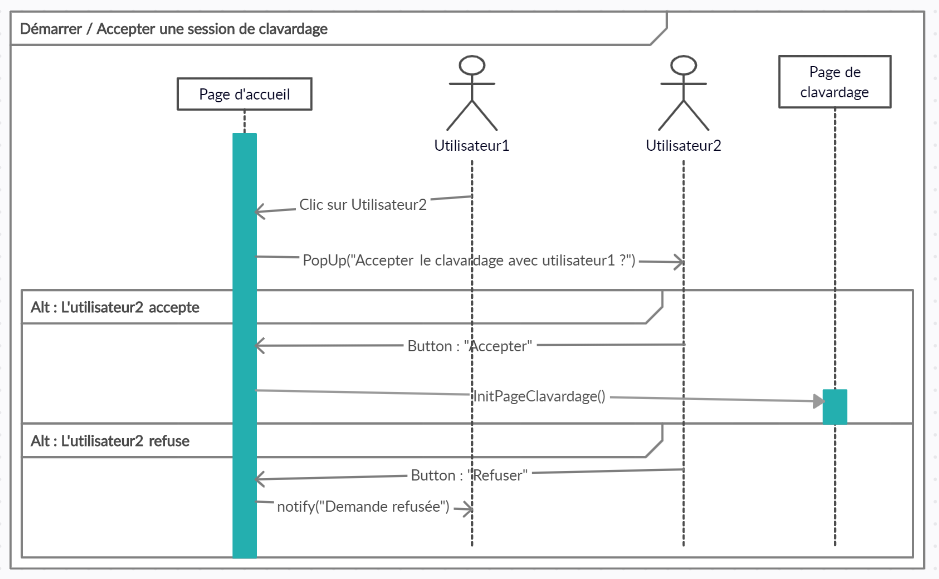 Démarrer / Accepter une session de clavardage
Page d'accueil
Utilisateur1
Utilisateur2
Page de
clavardage
Clic sur Utilisateur2
PopUp("Accepter le clavardage avec utilisateur1 ?")
Alt : L'utilisateur2 accepte
Button : "Accepter"
InitPageClavardage()
Alt : L'utilisateur2 refuse
Button : "Refuser"
notify("Demande refusée")